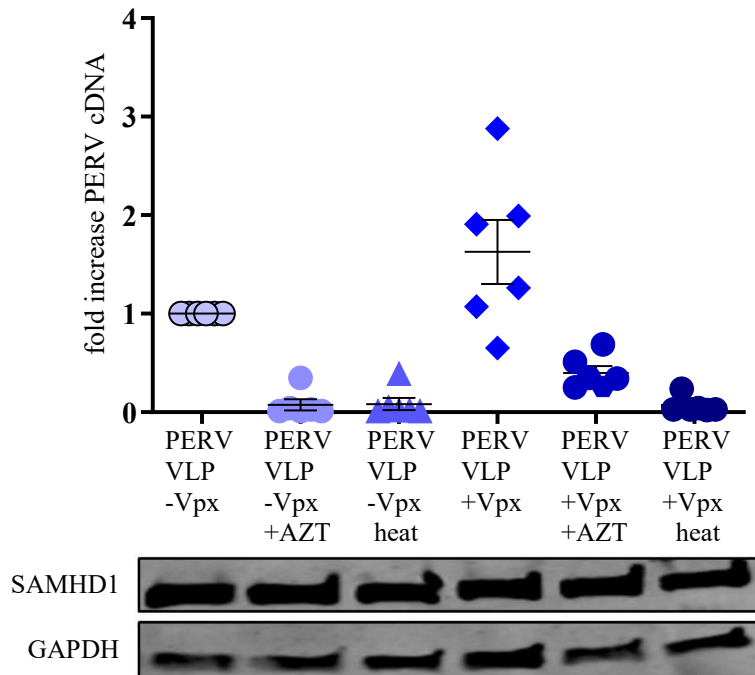 fold increase PERV cDNA
4
3
2
1
0
PERV VLP -Vpx
PERV VLP -Vpx +AZT
PERV VLP -Vpx heat
PERV VLP +Vpx
PERV VLP +Vpx +AZT
PERV VLP +Vpx heat
SAMHD1
GAPDH